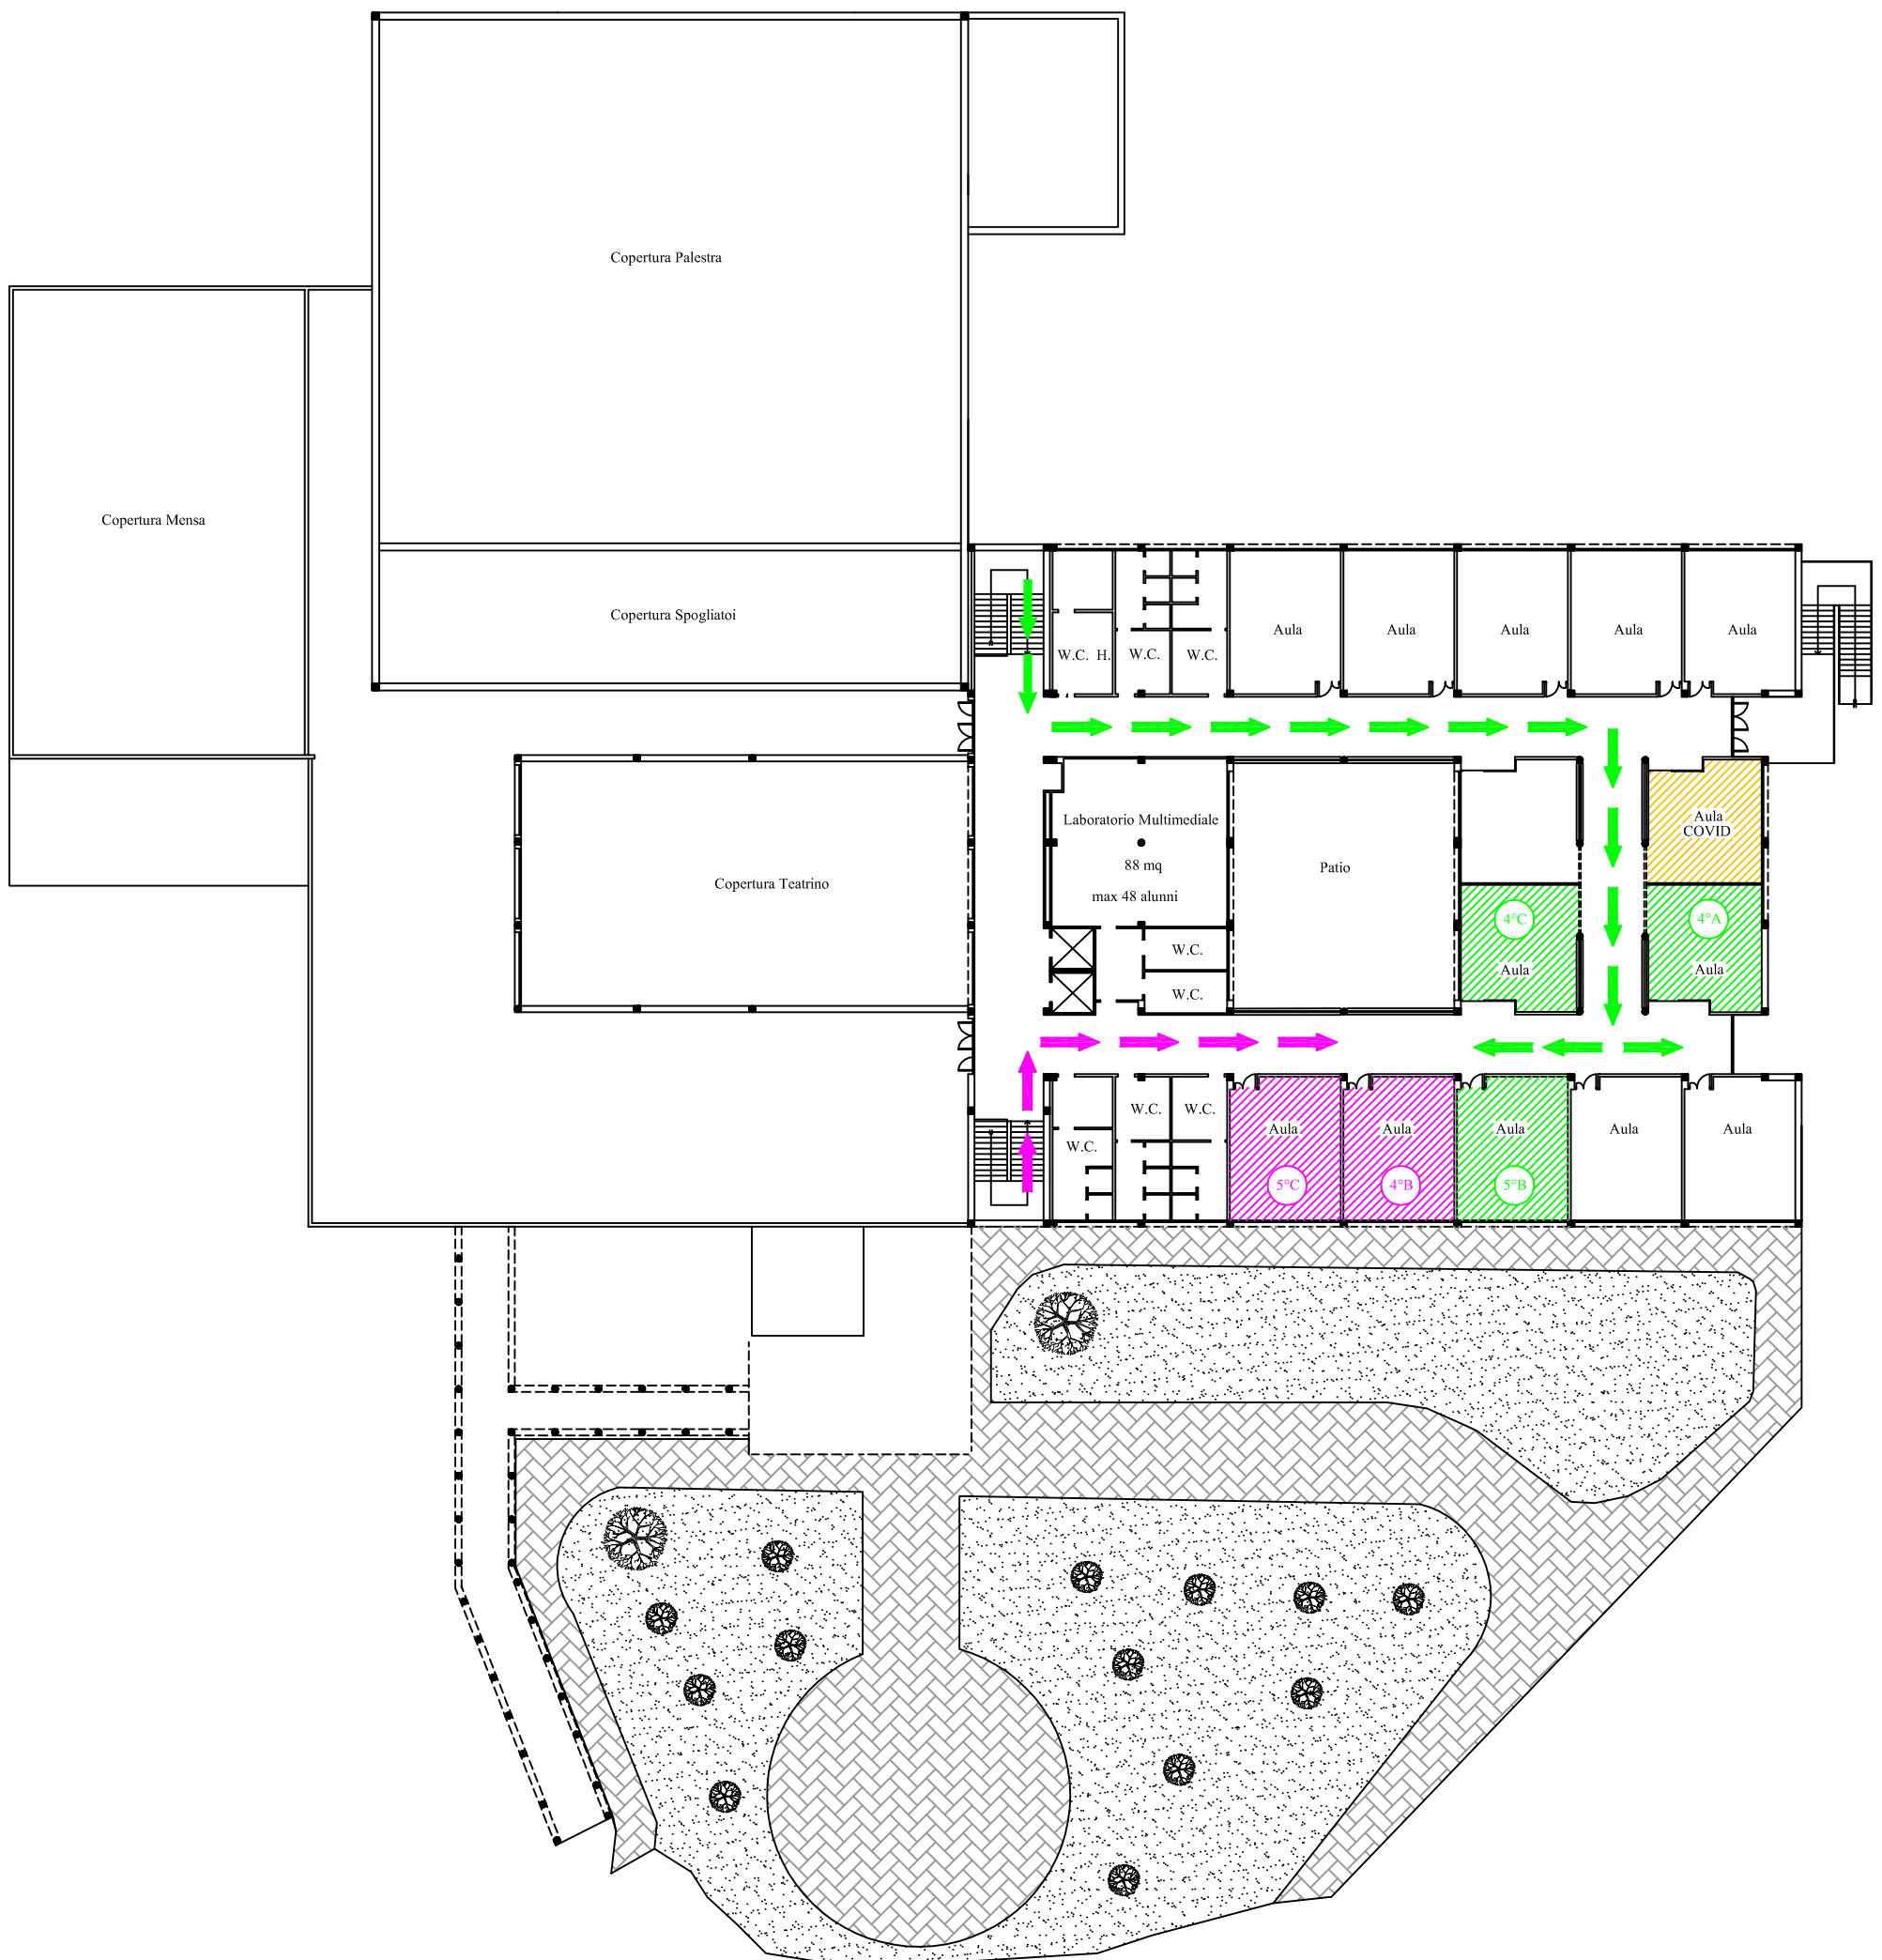 Copertura Palestra
Copertura Mensa
Copertura Spogliatoi
Aula
Aula
Aula
Aula
Aula
W.C. H.
W.C.
W.C.
Laboratorio Multimediale
88 mq
max 48 alunni
Aula
COVID
Patio
Copertura Teatrino
4°C
4°A
W.C.
Aula
Aula
W.C.
W.C.
W.C.
Aula
Aula
Aula
Aula
Aula
W.C.
5°C
4°B
5°B